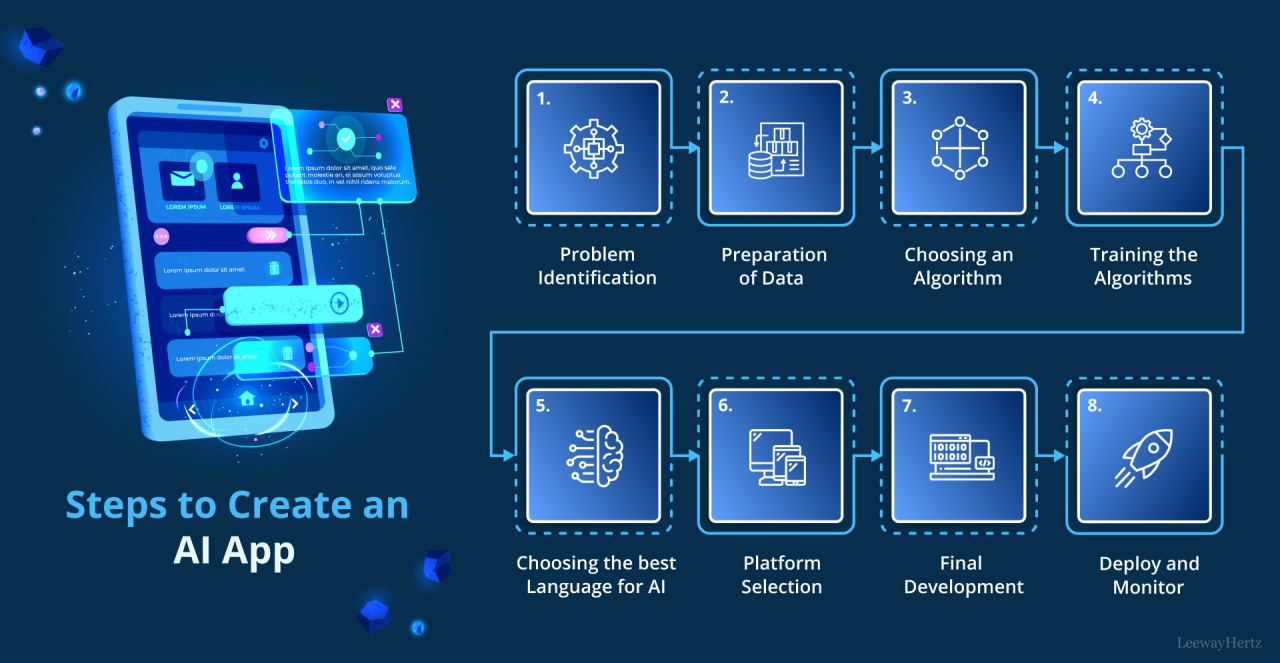 Lorem ipsum dolor sit amet, quo sale
putent molestie an, el assum voluptua
tractatos duo, in vel nihil ridens malorum.
LOREM IPSUM
LOREM IPSUM
Lorem ipsum dolor sit amet
Lorem ipsum
Lorem ipsum dolor sit amet
Steps to Create an
AI App
1.
2.
3.
4.
Problem
Identification
Preparation
of Data
Choosing an
Algorithm
Training the
Algorithms
5.
6.
7.
8.
Choosing the best
Language for AI
Platform
Selection
Final
Development
Deploy and
Monitor
LeewayHertz